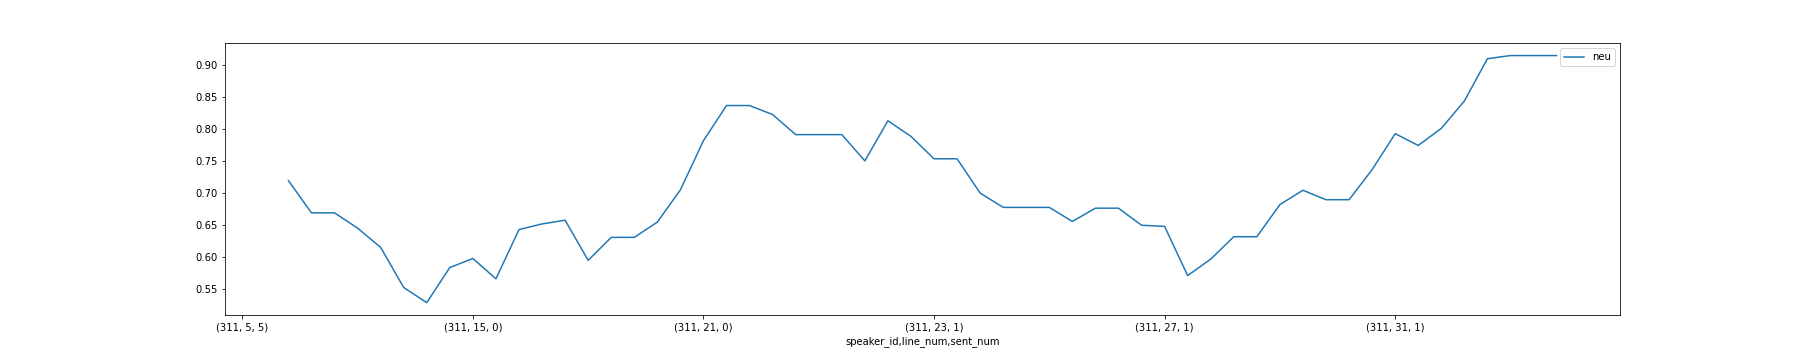 neu
0.90
0.85
0.80
0.75
0.70
0.65
0.60
0.55
(311, 5, 5) (311, 15, 0) (311, 21, 0) (311, 23, 1) (311, 27, 1) (311, 31, 1)
speaker_id,line_num,sent_num